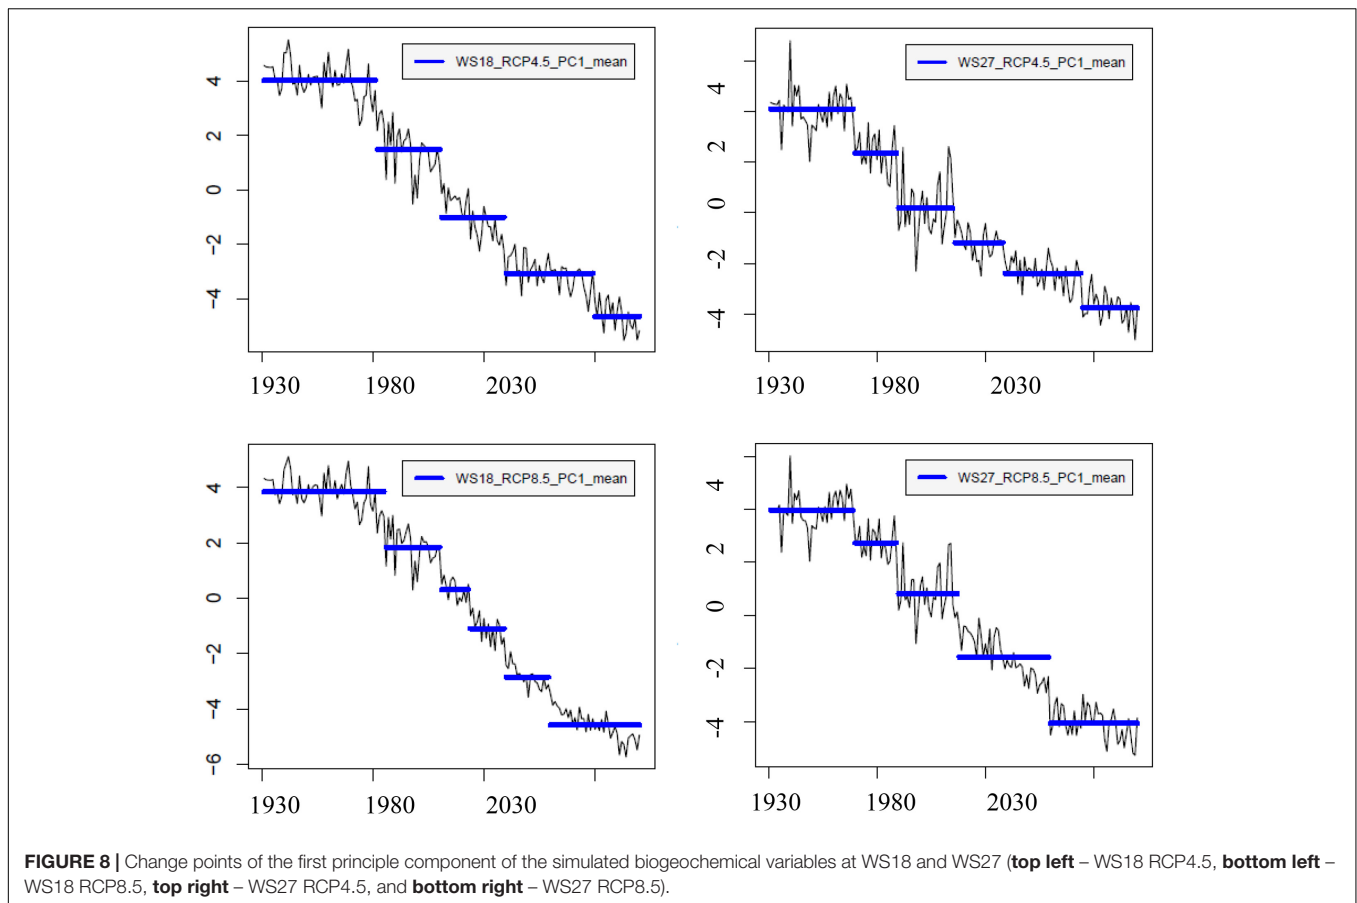 WS18_RCP4.5_PC1_mean
4
2
0
−2
−4
1930 1980 2030
WS27_RCP4.5_PC1_mean
4
2
0
-2
-4
1930 1980 2030
WS18_RCP8.5_PC1_mean
4
2
0
−2
−4
−6
1930 1980 2030
WS27_RCP8.5_PC1_mean
4
2
0
-2
-4
1930 1980 2030
FIGURE 8 | Change points of the first principle component of the simulated biogeochemical variables at WS18 and WS27 (top left – WS18 RCP4.5, bottom left –
WS18 RCP8.5, top right – WS27 RCP4.5, and bottom right – WS27 RCP8.5).